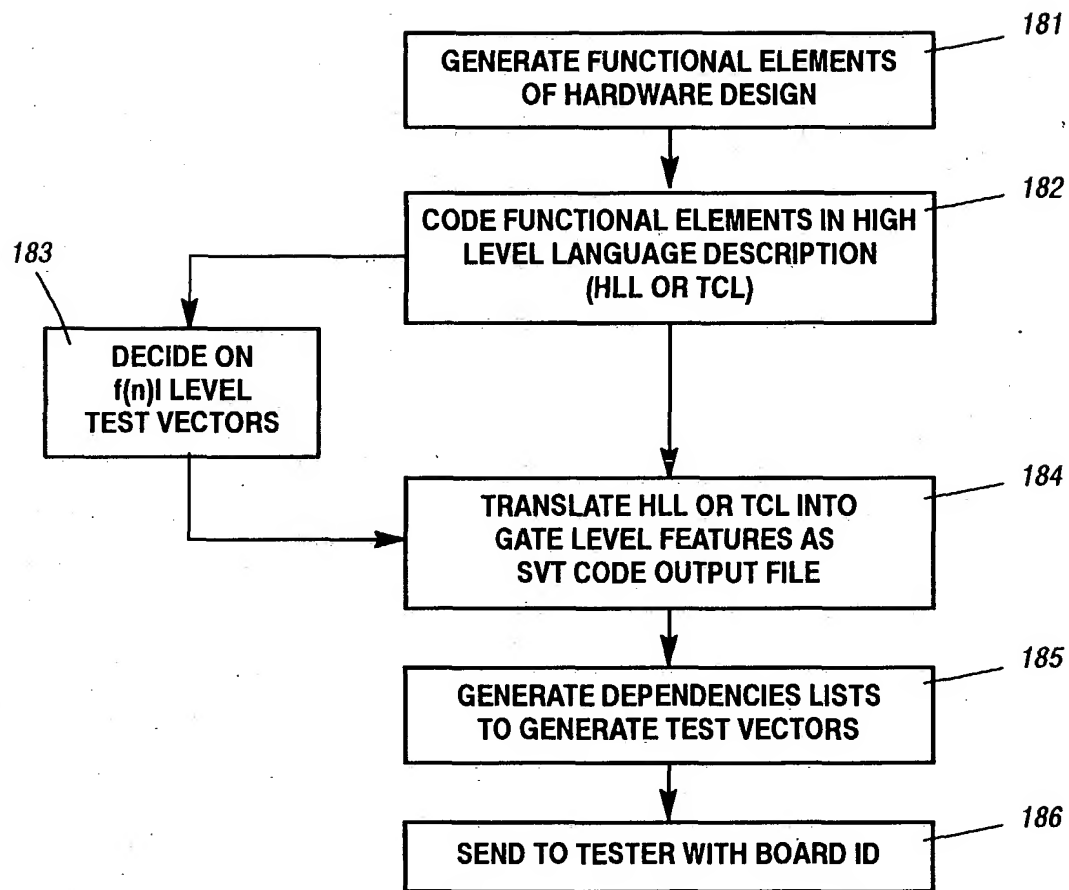 181
GENERATE FUNCTIONAL ELEMENTS
OF HARDWARE DESIGN
182
CODE FUNCTIONAL ELEMENTS IN HIGH
LEVEL LANGUAGE DESCRIPTION
(HLL OR TCL)
183
DECIDE ON
f(n)l LEVEL
TEST VECTORS
184
TRANSLATE HLL OR TCL INTO
GATE LEVEL FEATURES AS
SVT CODE OUTPUT FILE
185
GENERATE DEPENDENCIES LISTS
TO GENERATE TEST VECTORS
186
SEND TO TESTER WITH BOARD ID